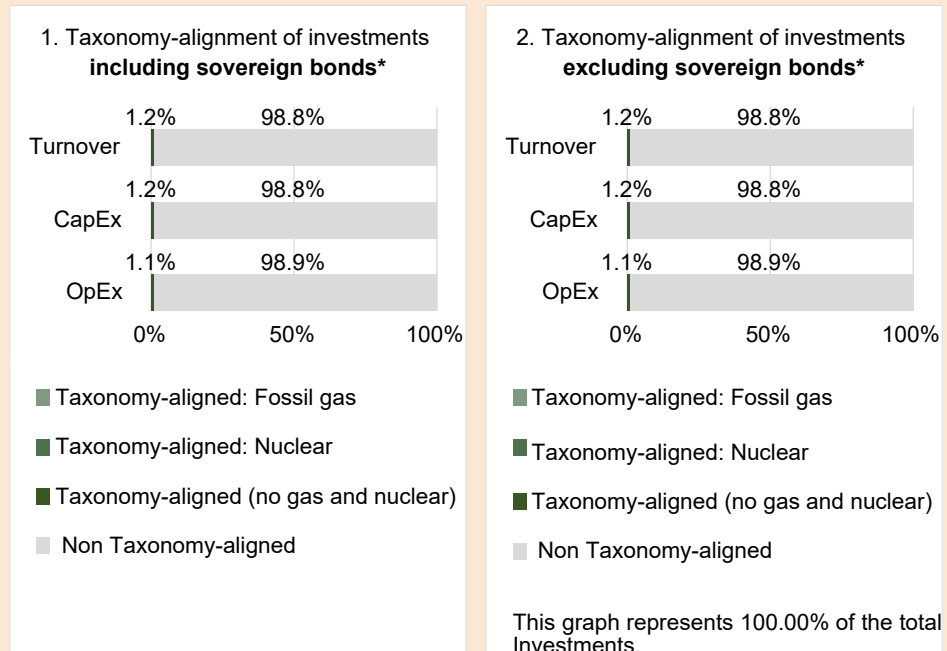 1. Taxonomy-alignment of investments
including sovereign bonds*
1.2% 98.8%
Turnover
1.2% 98.8%
CapEx
1.1% 98.9%
OpEx
0% 50% 100%
Taxonomy-aligned: Fossil gas
Taxonomy-aligned: Nuclear
Taxonomy-aligned (no gas and nuclear)
Non Taxonomy-aligned
2. Taxonomy-alignment of investments
excluding sovereign bonds*
1.2% 98.8%
Turnover
1.2% 98.8%
CapEx
1.1% 98.9%
OpEx
0% 50% 100%
Taxonomy-aligned: Fossil gas
Taxonomy-aligned: Nuclear
Taxonomy-aligned (no gas and nuclear)
Non Taxonomy-aligned
This graph represents 100.00% of the total
Investments.